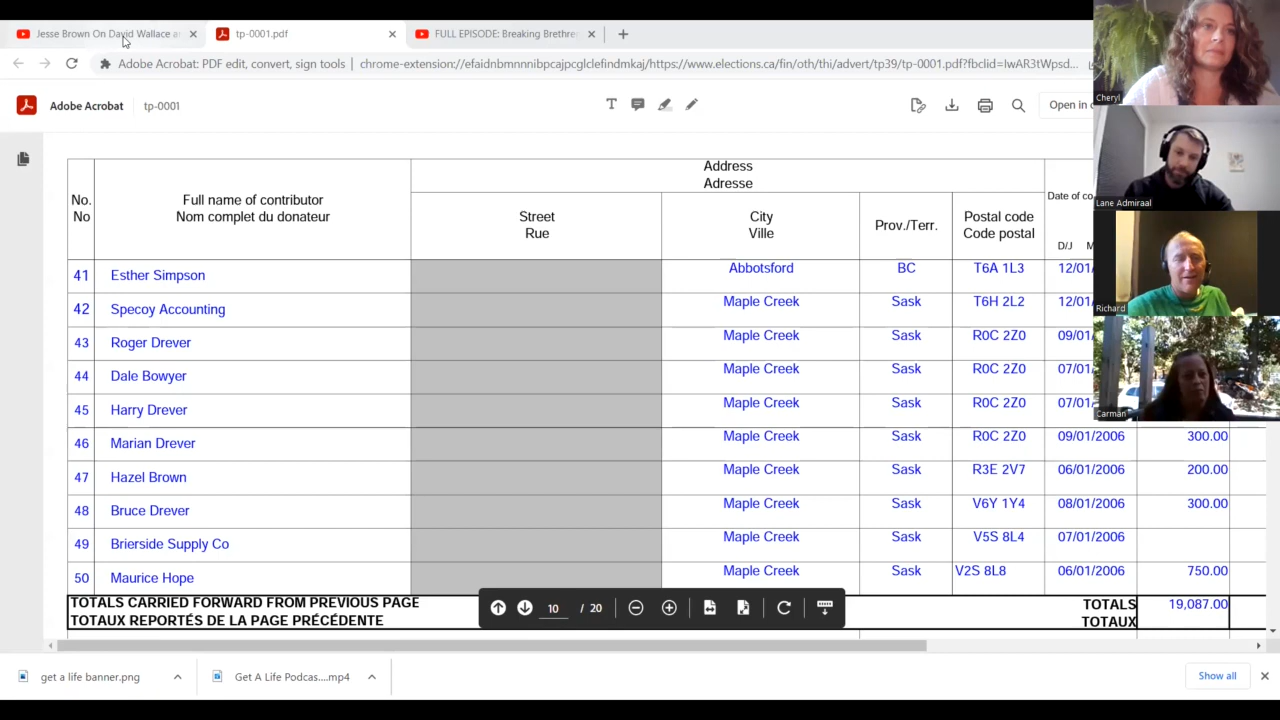 Jesse Brown On David Wallace an
tp-0001.pdf
FULL EPISODE: Breaking Brethre
Adobe Acrobat: PDF edit, convert, sign tools
chrome-extension://efaidnbmnnnibpcajpcglclefindmkaj/https://www.elections.ca/fin/oth/thi/advert/tp39/tp-0001.pdf?fbclid=IwAR3tWpsd...
Adobe Acrobat
tp-0001
Open in
Cheryl
Lane Admiraal
Richard
Carman
No.
No
Full name of contributor
Nom complet du donateur
Address
Adresse
Street
Rue
City
Ville
Prov./Terr.
Postal code
Code postal
Date of co
D/J M
41 Esther Simpson Abbotsford BC T6A 1L3 12/01/
42 Specoy Accounting Maple Creek Sask T6H 2L2 12/01/
43 Roger Drever Maple Creek Sask R0C 2Z0 09/01/
44 Dale Bowyer Maple Creek Sask R0C 2Z0 07/01/
45 Harry Drever Maple Creek Sask R0C 2Z0 07/01/
46 Marian Drever Maple Creek Sask R0C 2Z0 09/01/2006 300.00
47 Hazel Brown Maple Creek Sask R3E 2V7 06/01/2006 200.00
48 Bruce Drever Maple Creek Sask V6Y 1Y4 08/01/2006 300.00
49 Brierside Supply Co Maple Creek Sask V5S 8L4 07/01/2006
50 Maurice Hope Maple Creek Sask V2S 8L8 06/01/2006 750.00
TOTALS CARRIED FORWARD FROM PREVIOUS PAGE
TOTAUX REPORTÉS DE LA PAGE PRÉCÉDENTE
TOTALS 19,087.00
TOTAUX
10 / 20
get a life banner.png
Get A Life Podcas....mp4
Show all